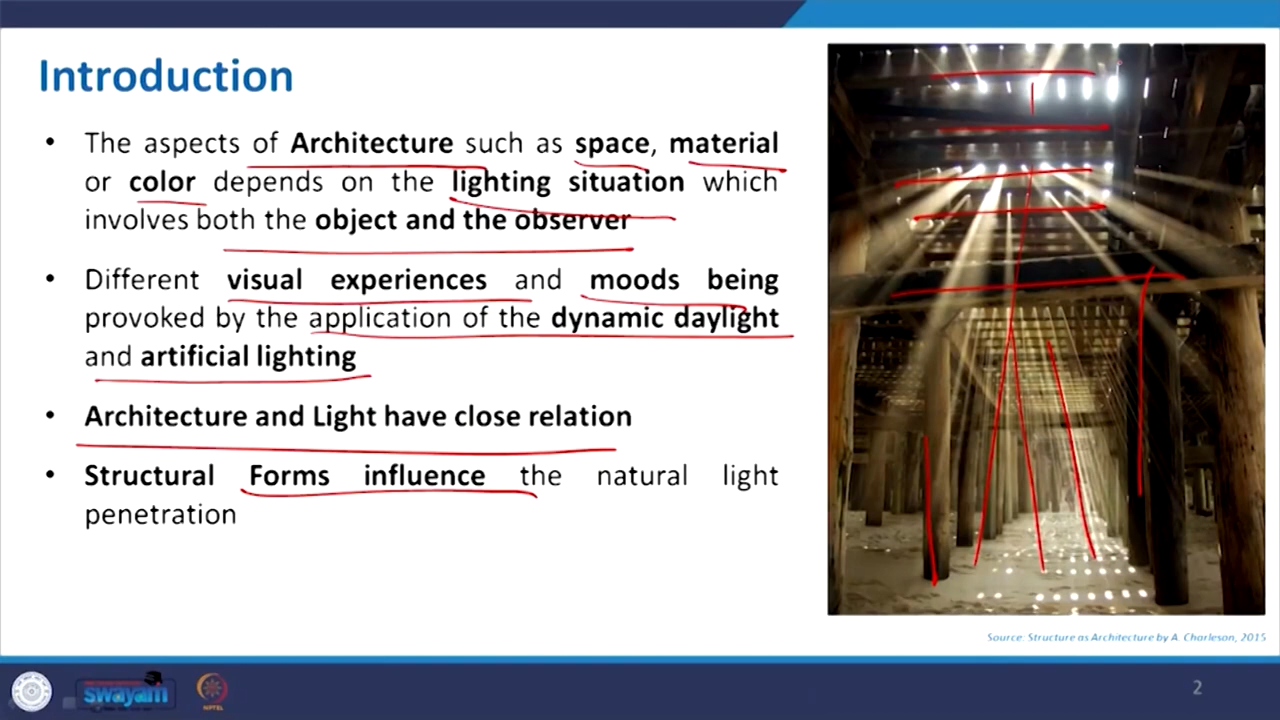 Introduction
• The aspects of Architecture such as space, material
or color depends on the lighting situation which
involves both the object and the observer
• Different visual experiences and moods being
provoked by the application of the dynamic daylight
and artificial lighting
• Architecture and Light have close relation
• Structural Forms influence the natural light
penetration
Source: Structure as Architecture by A. Charleson, 2015
swayam
NPTEL
2